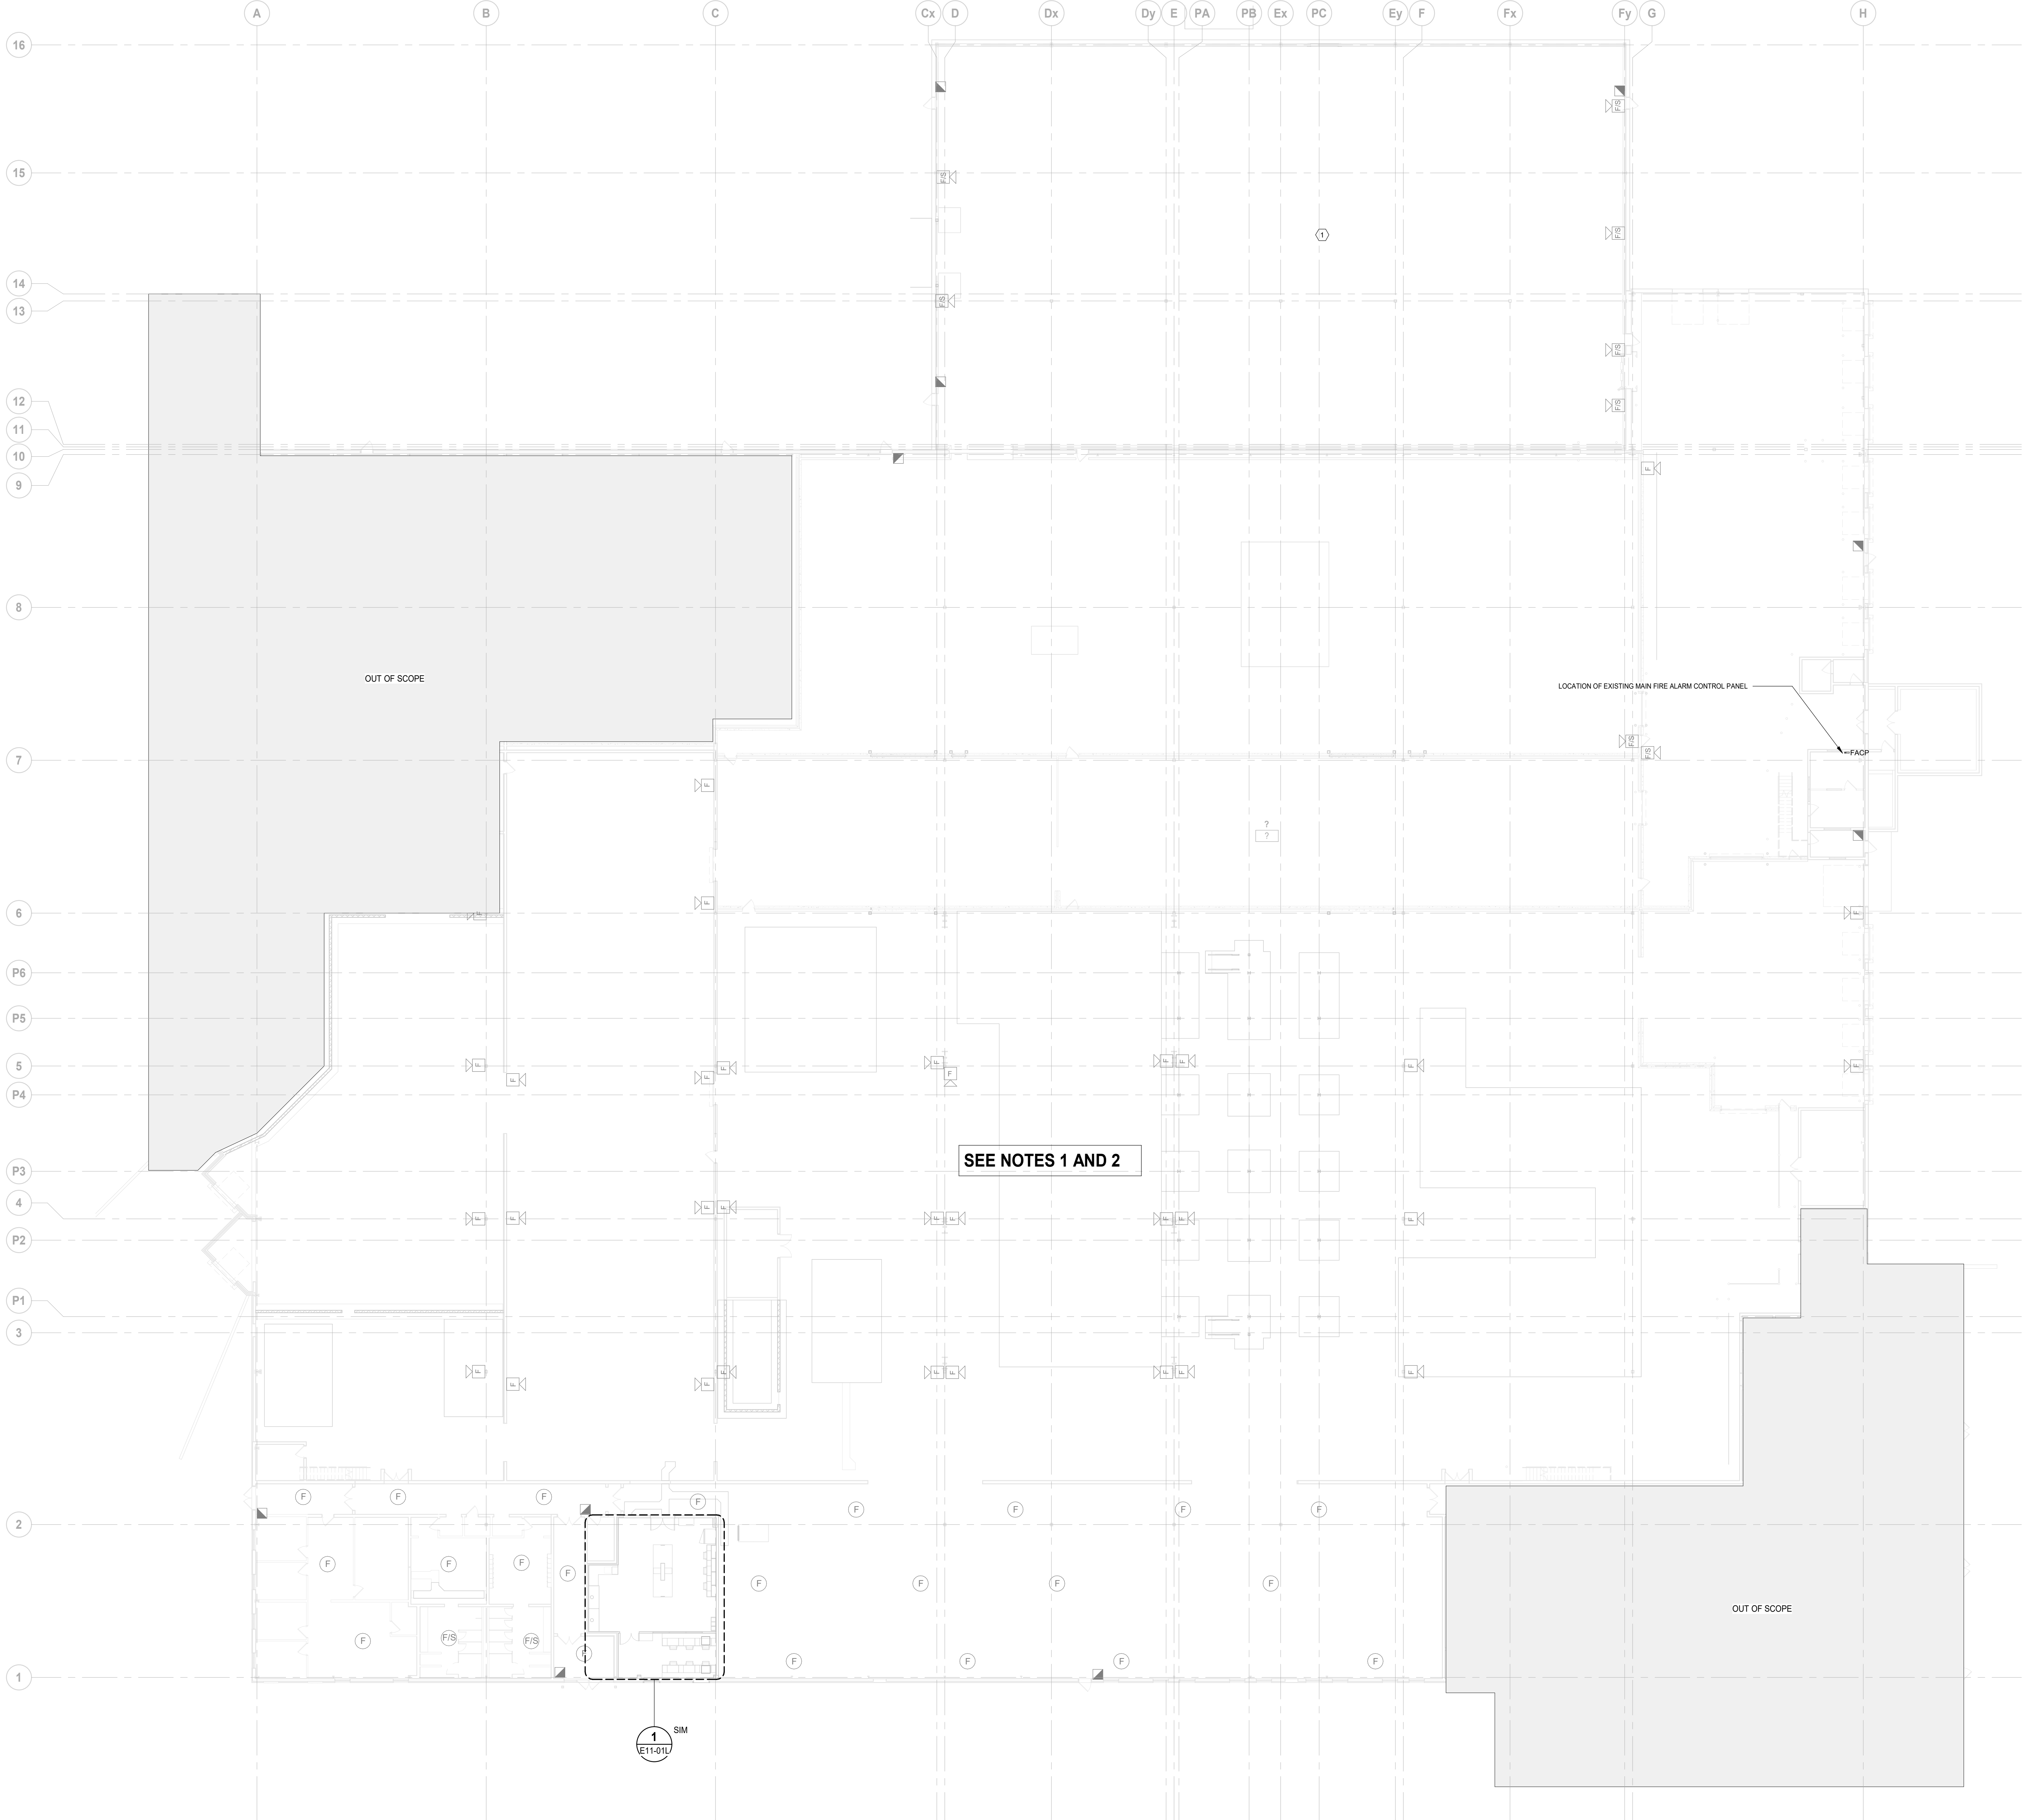 A B C Cx D Dx Dy E PA PB Ex PC Ey F Fx Fy G H
16
F/S
15
F/S
1
F/S
14
13
F/S
F/S
12
F/S
11
10
9
F
8
OUT OF SCOPE
LOCATION OF EXISTING MAIN FIRE ALARM CONTROL PANEL
F/S
F/S
FACP
7
F
?
?
F
6
F
F
P6
P5
5
F F F F F F F F F
F F
P4
F
SEE NOTES 1 AND 2
P3
4
F F F F F F F F F
P2
P1
3
F F F F F F F
F F
F F F F
F F F F
2
F F F F
F F F F
OUT OF SCOPE
F F/S F/S
F F F F F
1
1
SIM
E11-01L